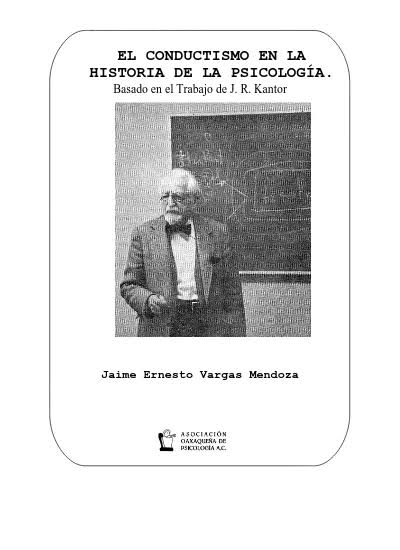 EL CONDUCTISMO EN LA
HISTORIA DE LA PSICOLOGÍA.
Basado en el Trabajo de J. R. Kantor
Jaime Ernesto Vargas Mendoza
ASOCIACIÓN
OAXAQUEÑA DE
PSICOLOGÍA A.C.